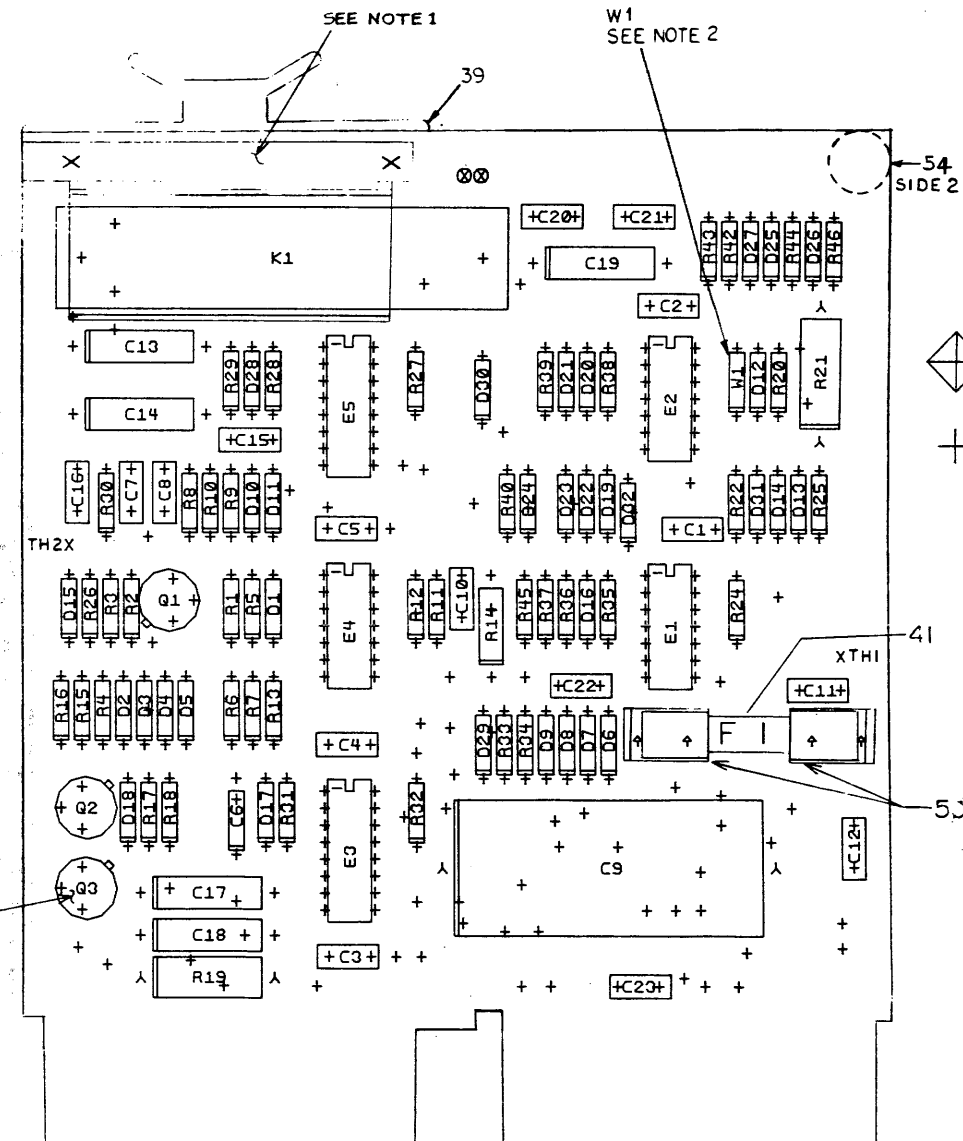 SEE NOTE 1
W1
SEE NOTE 2
39
54
SIDE 2
K1
C20
C21
C19
C2
R43
R42
D27
D25
R44
D26
R46
C13
R29
D28
R28
E5
R27
D30
R39
D21
D20
R38
E2
W1
D12
R20
R21
C14
C15
C16
R30
C7
C8
R8
R10
R9
D10
D11
C5
R40
D24
D23
D22
D19
D32
C1
R22
D31
D14
D13
R25
TH2X
D15
R26
R3
R2
Q1
R1
R5
D1
E4
R12
R11
C10
R14
R45
R37
R36
D16
R35
E1
R24
41
XTH1
R16
R15
R4
D2
D3
D4
D5
R6
R7
R13
C22
C11
C4
D29
R33
R34
D9
D8
D7
D6
F 1
Q2
D18
R17
R18
C6
D17
R31
E3
R32
C9
C12
Q3
C17
C18
R19
C3
C23